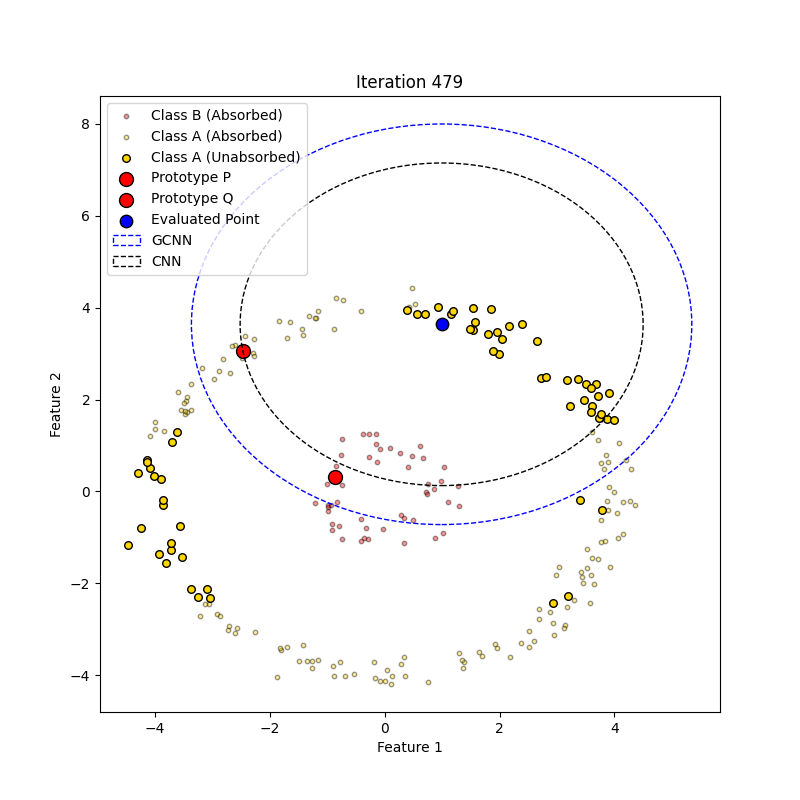 Iteration 479
Class B (Absorbed)
Class A (Absorbed)
Class A (Unabsorbed)
Prototype P
Prototype Q
Evaluated Point
GCNN
CNN
8
6
4
2
0
−2
−4
Feature 2
−4 −2 0 2 4
Feature 1